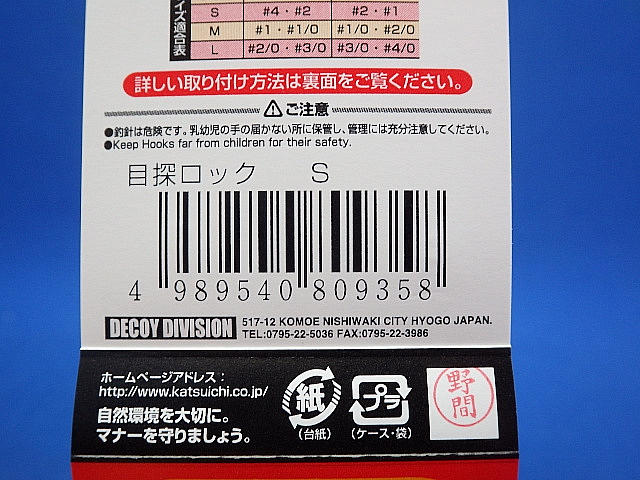 イズ適合表
S #4・#2 #2・#1
M #1・#1/0 #1/0・#2/0
L #2/0・#3/0 #3/0・#4/0
詳しい取り付け方法は裏面をご覧ください。
ご注意
●釣針は危険です。乳幼児の手の届かない所に保管し、管理には充分注意してください。
●Keep Hooks far from children for their safety.
目探ロック S
4 989540 809358
DECOY DIVISION 517-12 KOMOE NISHIWAKI CITY HYOGO JAPAN.
TEL:0795-22-5036 FAX:0795-22-3986
ホームページアドレス：
http://www.katsuichi.co.jp/
自然環境を大切に。
マナーを守りましょう。
紙
(台紙)
プラ
(ケース・袋)
野間